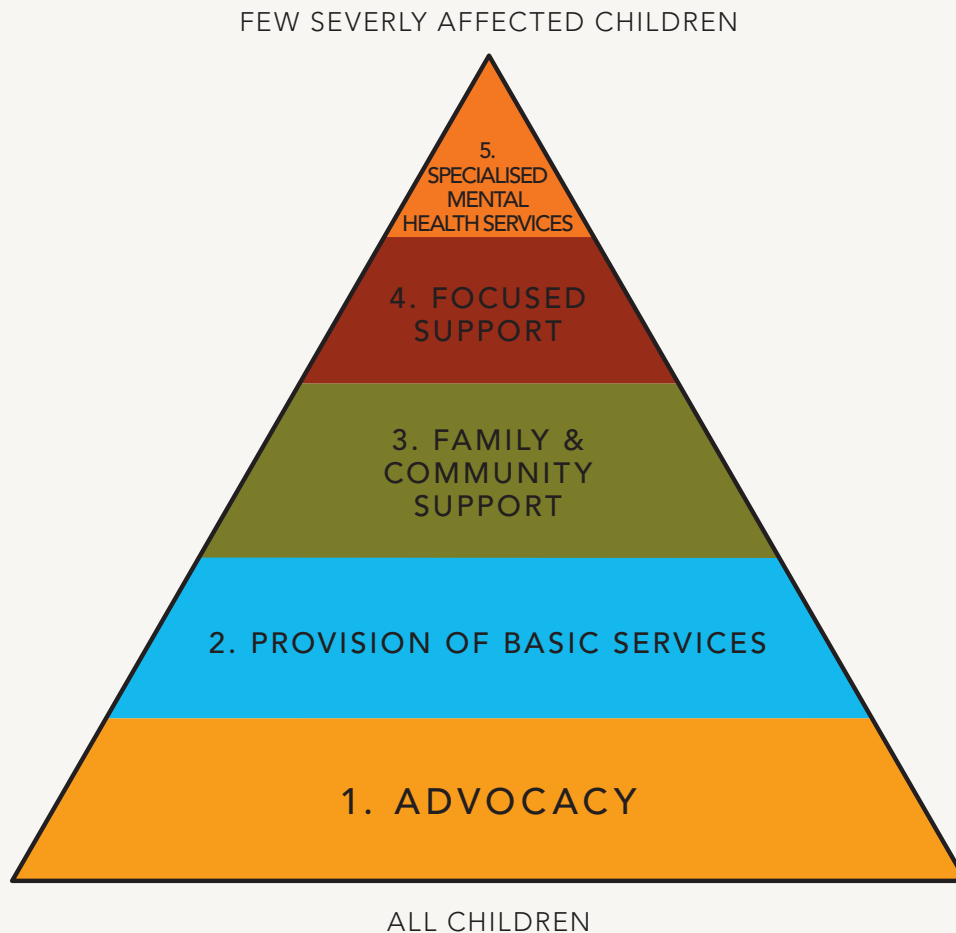 FEW SEVERLY AFFECTED CHILDREN
5.
SPECIALISED
MENTAL
HEALTH SERVICES
4. FOCUSED
SUPPORT
3. FAMILY &
COMMUNITY
SUPPORT
2. PROVISION OF BASIC SERVICES
1. ADVOCACY
ALL CHILDREN